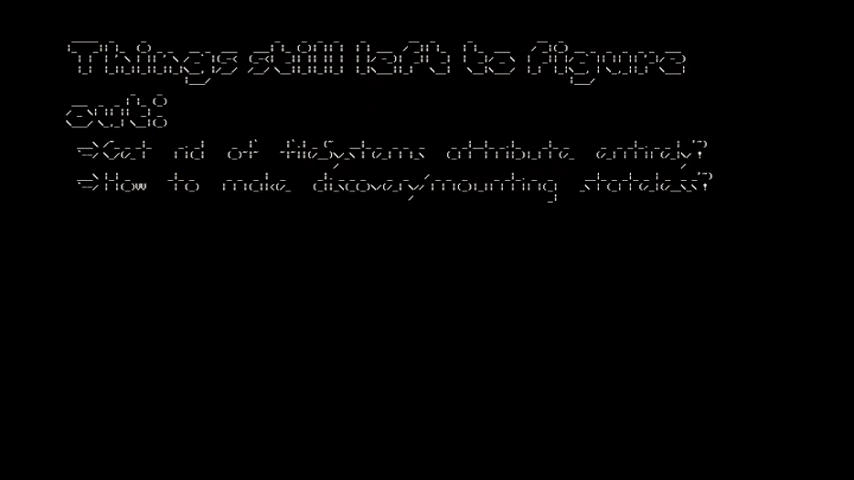 Things still left to figure
out:
->Get rid of `fileSystems` attribute entirely?
->How to make discovery/mounting stateless?